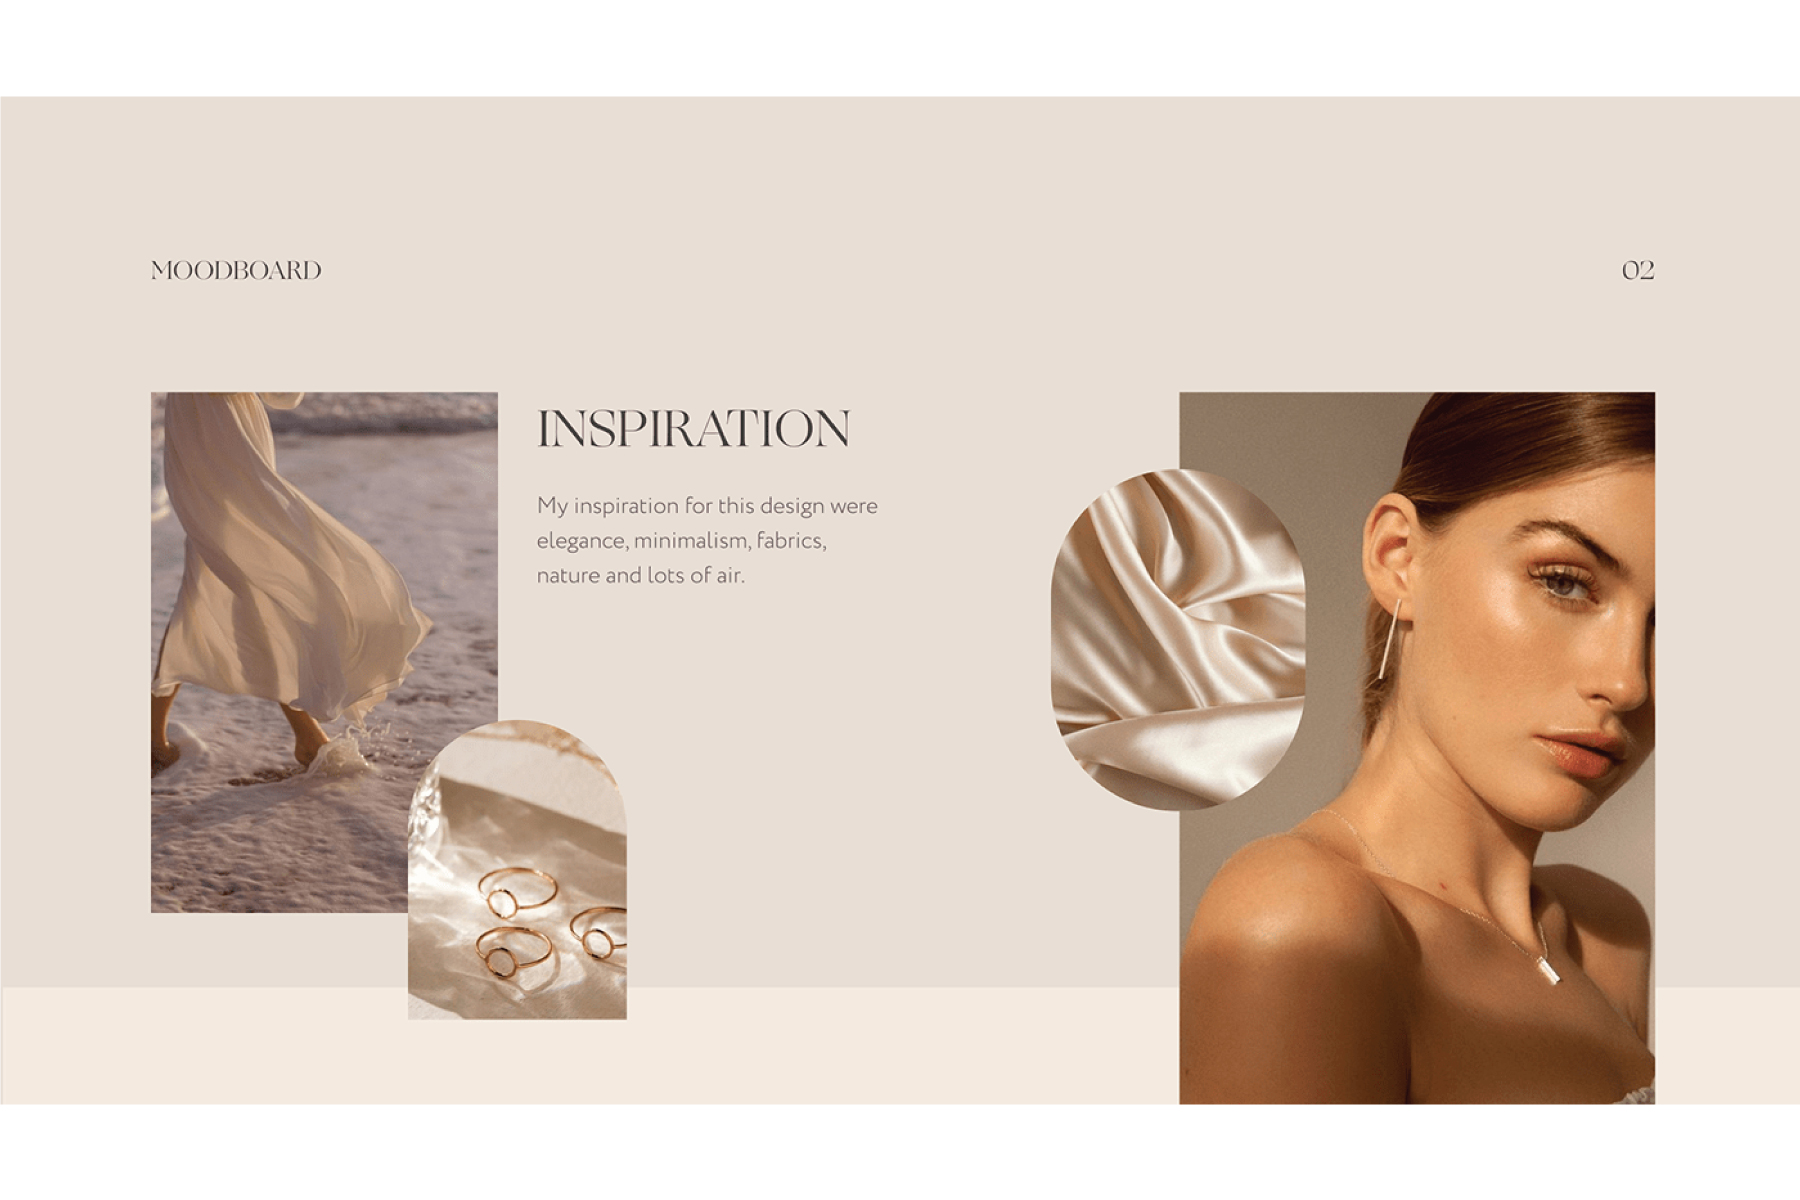 MOODBOARD
02
INSPIRATION
My inspiration for this design were
elegance, minimalism, fabrics,
nature and lots of air.